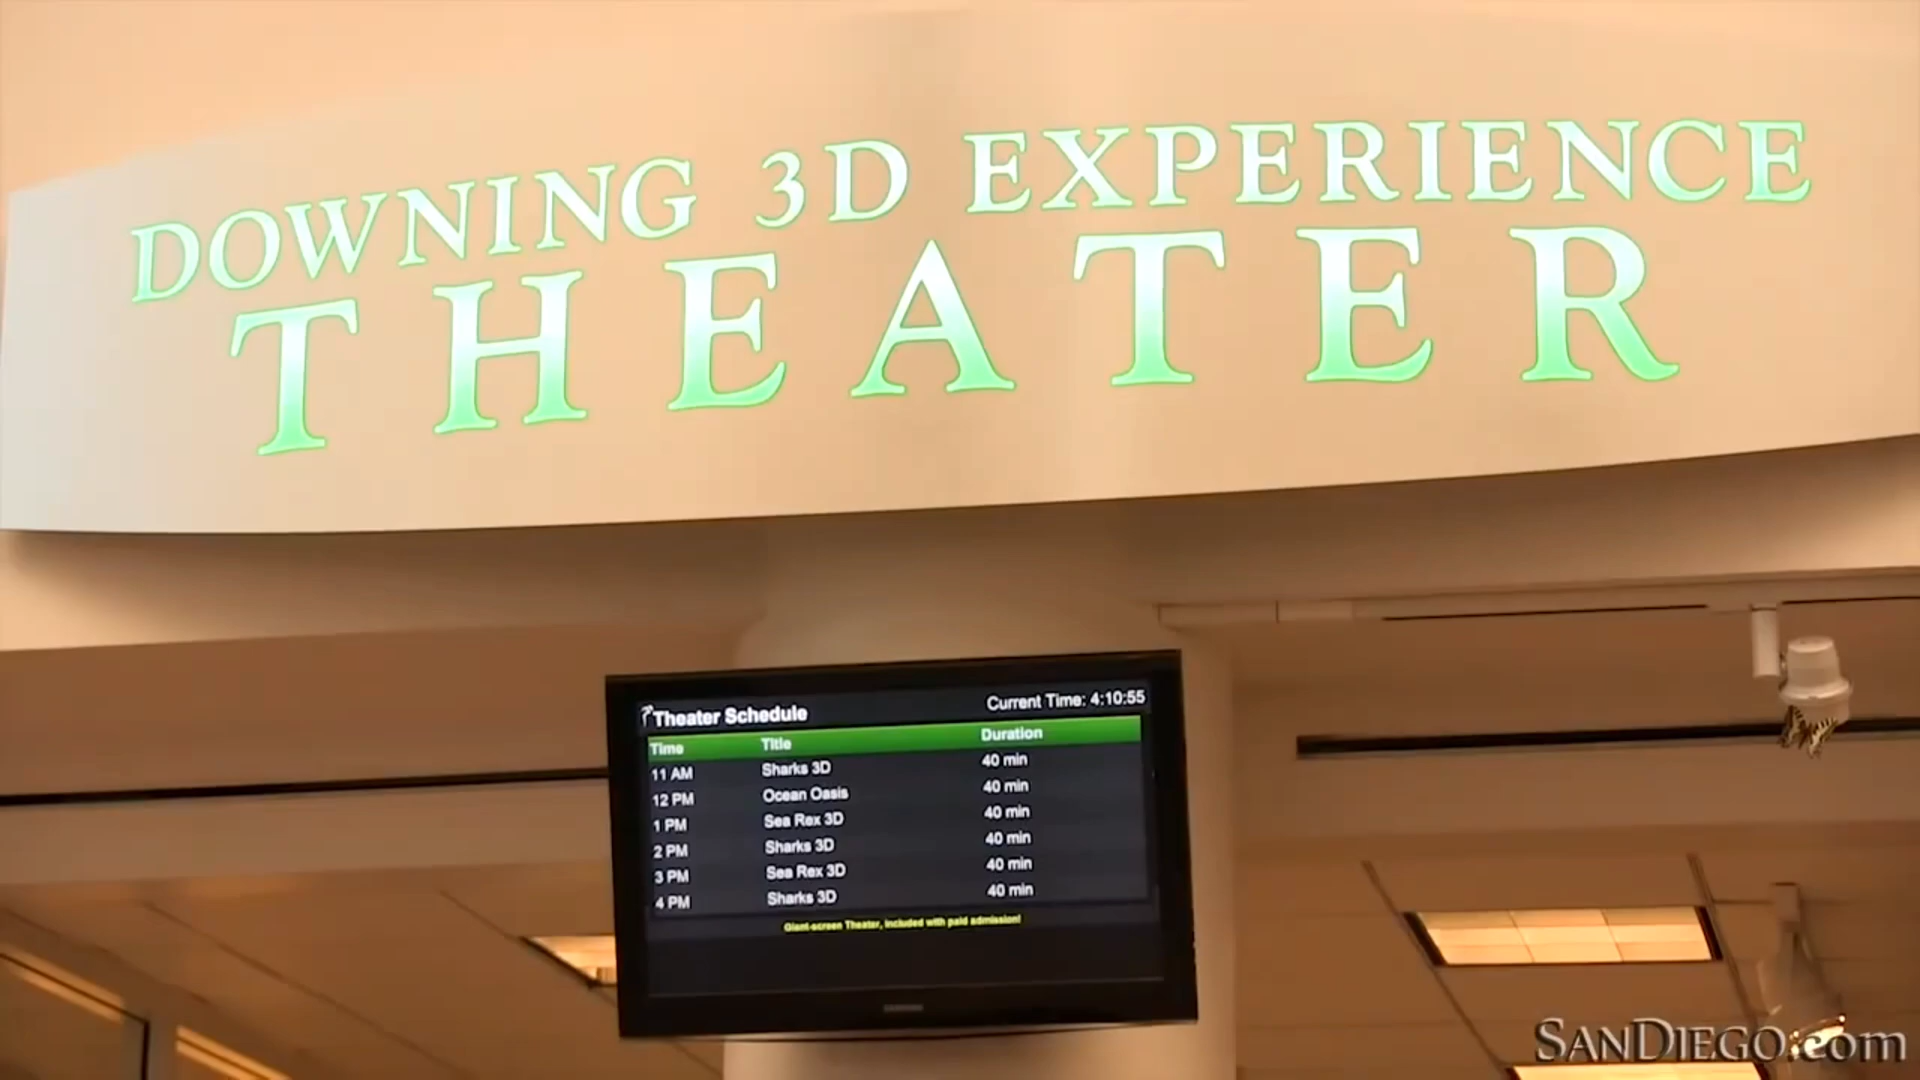 DOWNING 3D EXPERIENCE
THEATER
Theater Schedule Current Time: 4:10:55
Time Title Duration
11 AM Sharks 3D 40 min
12 PM Ocean Oasis 40 min
1 PM Sea Rex 3D 40 min
2 PM Sharks 3D 40 min
3 PM Sea Rex 3D 40 min
4 PM Sharks 3D 40 min
Giant-screen Theater, included with paid admission!
SANDIEGO.com